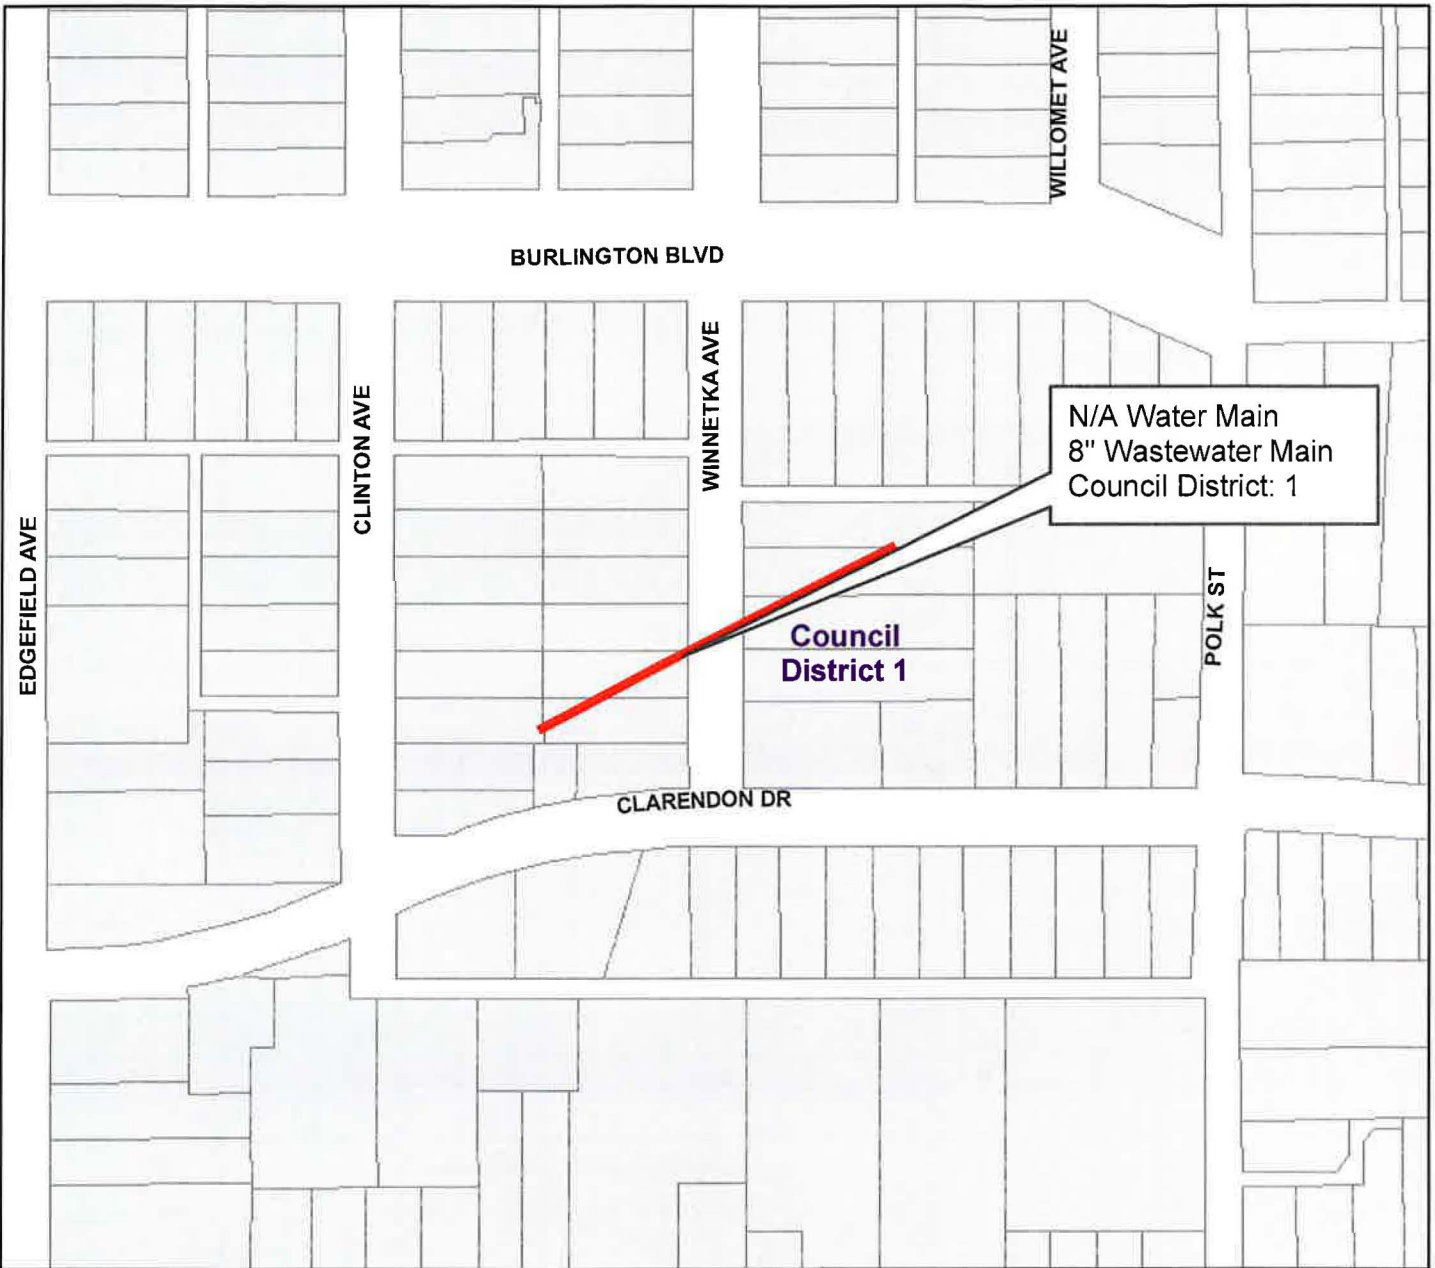 WILLOMET AVE
BURLINGTON BLVD
WINNETKA AVE
CLINTON AVE
N/A Water Main
8" Wastewater Main
Council District: 1
EDGEFIELD AVE
POLK ST
Council
District 1
CLARENDON DR